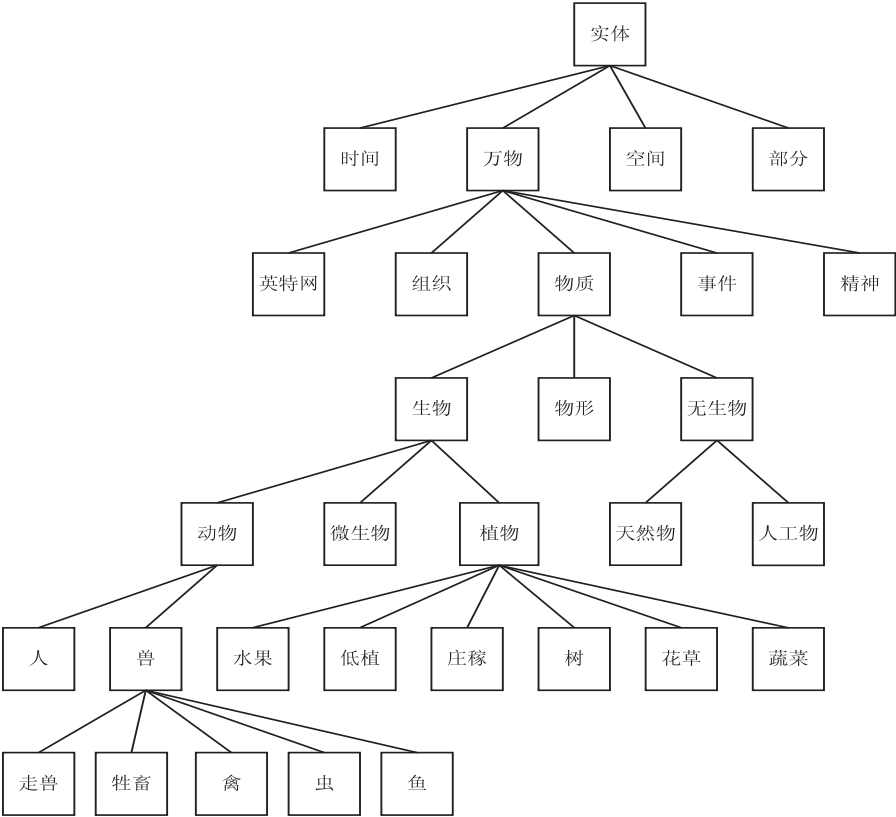 实体
时间
万物
空间
部分
英特网
组织
物质
事件
精神
生物
物形
无生物
动物
微生物
植物
天然物
人工物
人
兽
水果
低植
庄稼
树
花草
蔬菜
走兽
牲畜
禽
虫
鱼